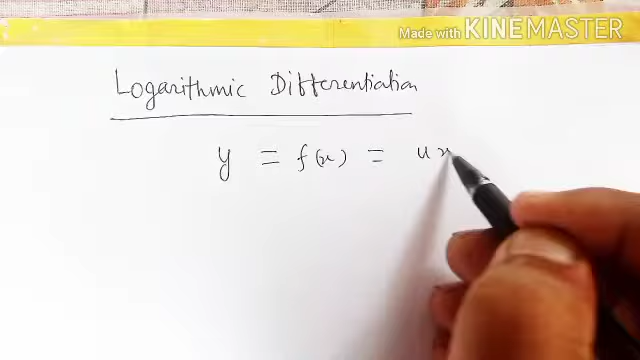 Made with KINEMASTER
Logarithmic Differentiation
y = f(x) = u x